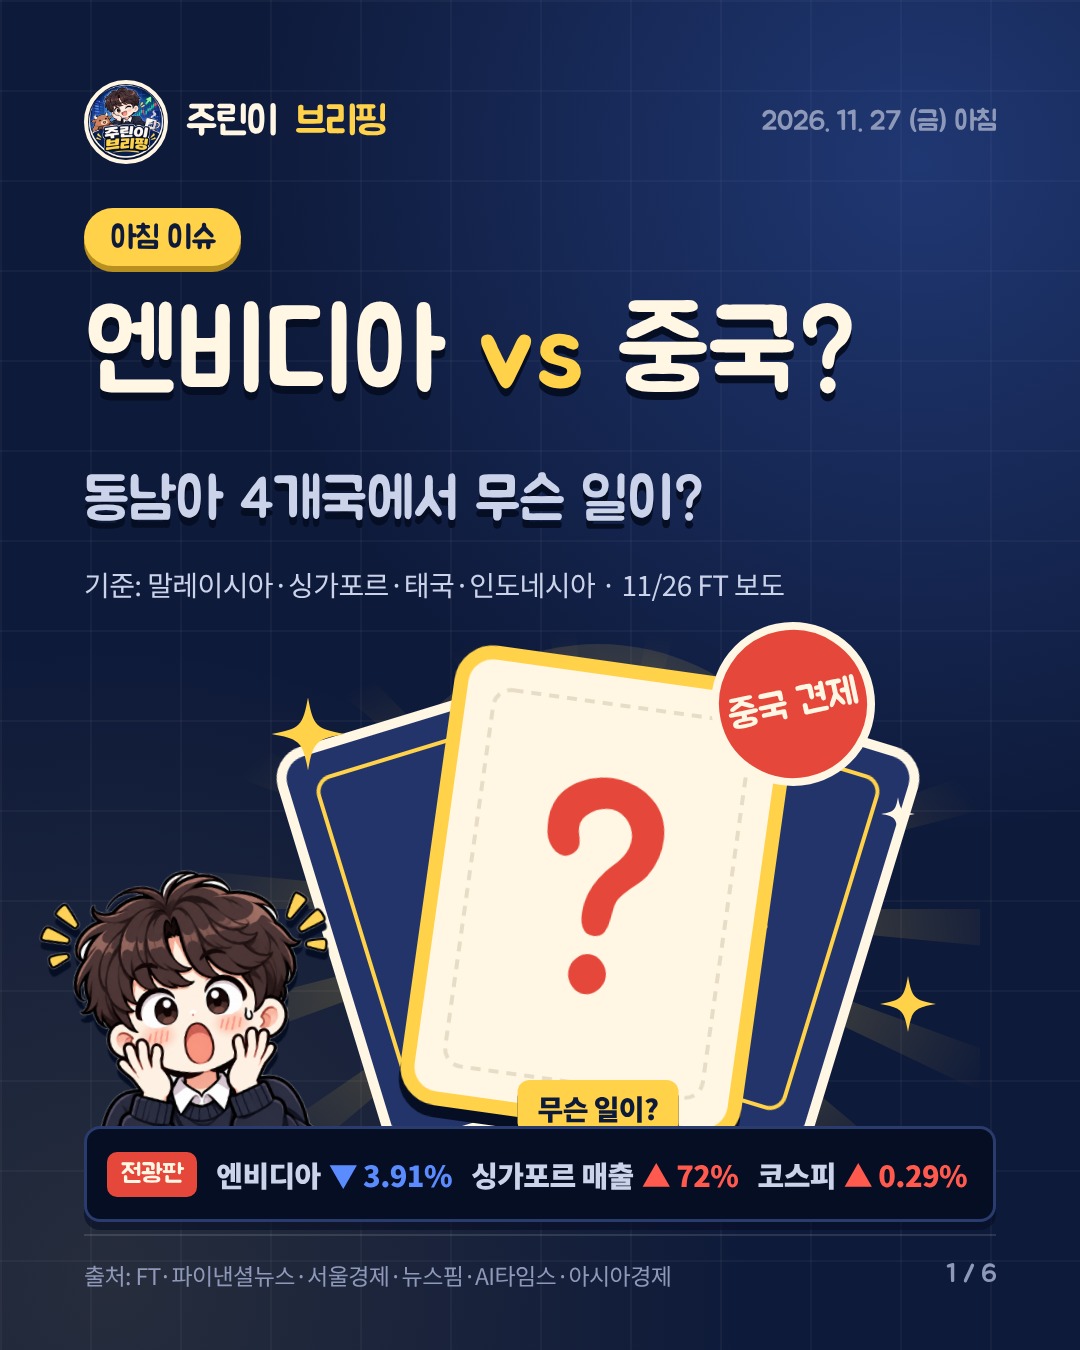 주린이 브리핑
주린이 브리핑
2026. 11. 27 (금) 아침
아침 이슈
엔비디아 vs 중국?
동남아 4개국에서 무슨 일이?
기준: 말레이시아·싱가포르·태국·인도네시아 · 11/26 FT 보도
중국 견제
?
무슨 일이?
전광판 엔비디아 ▼ 3.91% 싱가포르 매출 ▲ 72% 코스피 ▲ 0.29%
출처: FT·파이낸셜뉴스·서울경제·뉴스핌·AI타임스·아시아경제
1 / 6